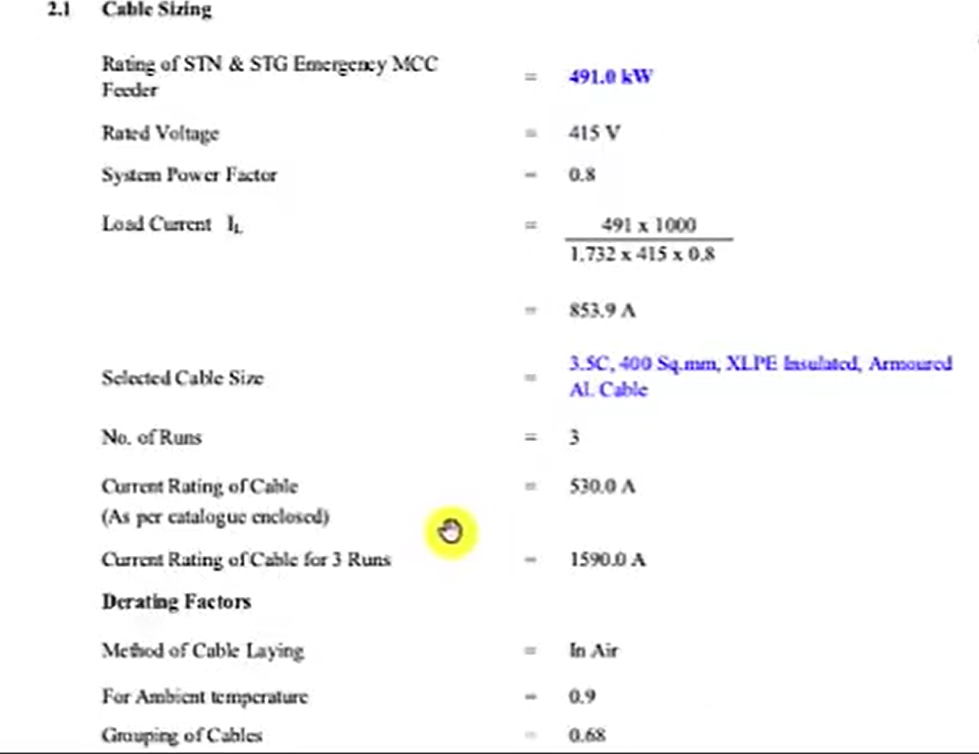 2.1 Cable Sizing
Rating of STN & STG Emergency MCC
Feeder
= 491.0 kW
Rated Voltage = 415 V
System Power Factor = 0.8
Load Current IL = 491 x 1000
1.732 x 415 x 0.8
= 853.9 A
Selected Cable Size = 3.5C, 400 Sq.mm, XLPE Insulated, Armoured
Al. Cable
No. of Runs = 3
Current Rating of Cable = 530.0 A
(As per catalogue enclosed)
Current Rating of Cable for 3 Runs = 1590.0 A
Derating Factors
Method of Cable Laying = In Air
For Ambient temperature = 0.9
Grouping of Cables = 0.68